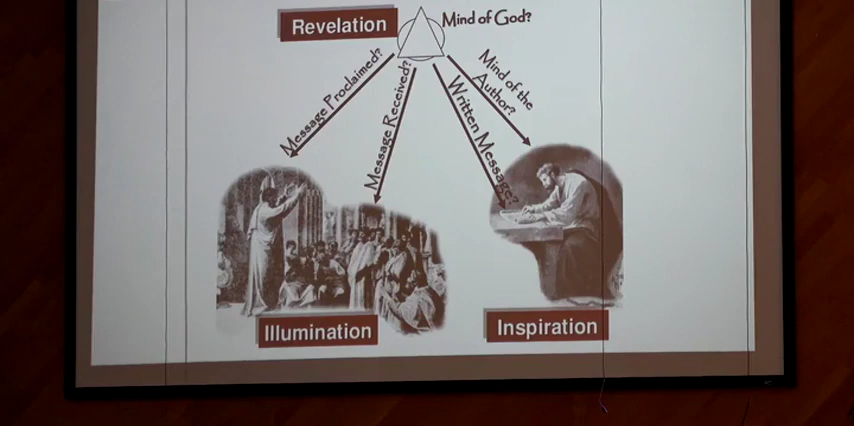 Revelation
Mind of God?
Message Proclaimed?
Message Received?
Written Message?
Mind of the
Author?
Illumination
Inspiration